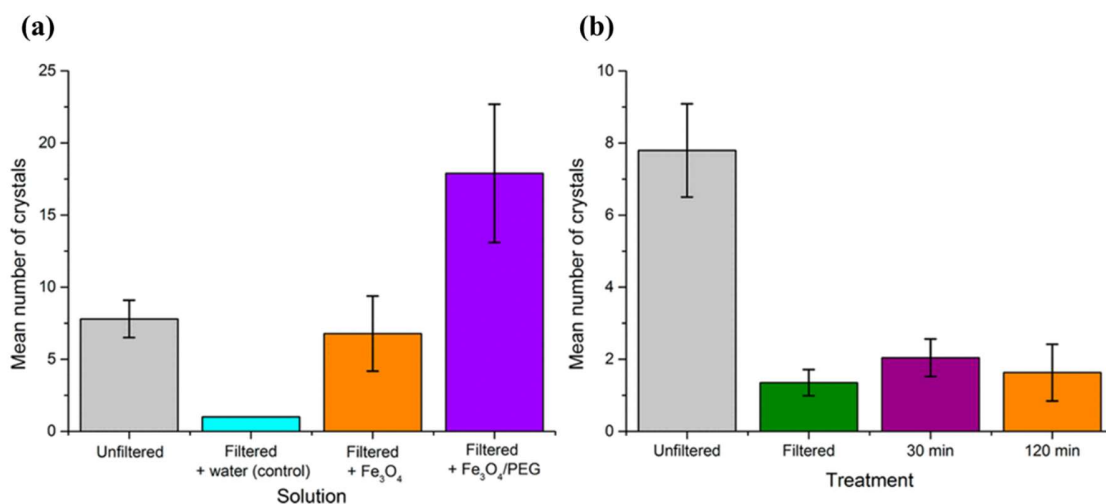 (a)
Mean number of crystals
25
20
15
10
5
0
Unfiltered
Filtered
+ water (control)
Filtered
+ Fe₃O₄
Filtered
+ Fe₃O₄/PEG
Solution
(b)
Mean number of crystals
10
8
6
4
2
0
Unfiltered
Filtered
30 min
120 min
Treatment